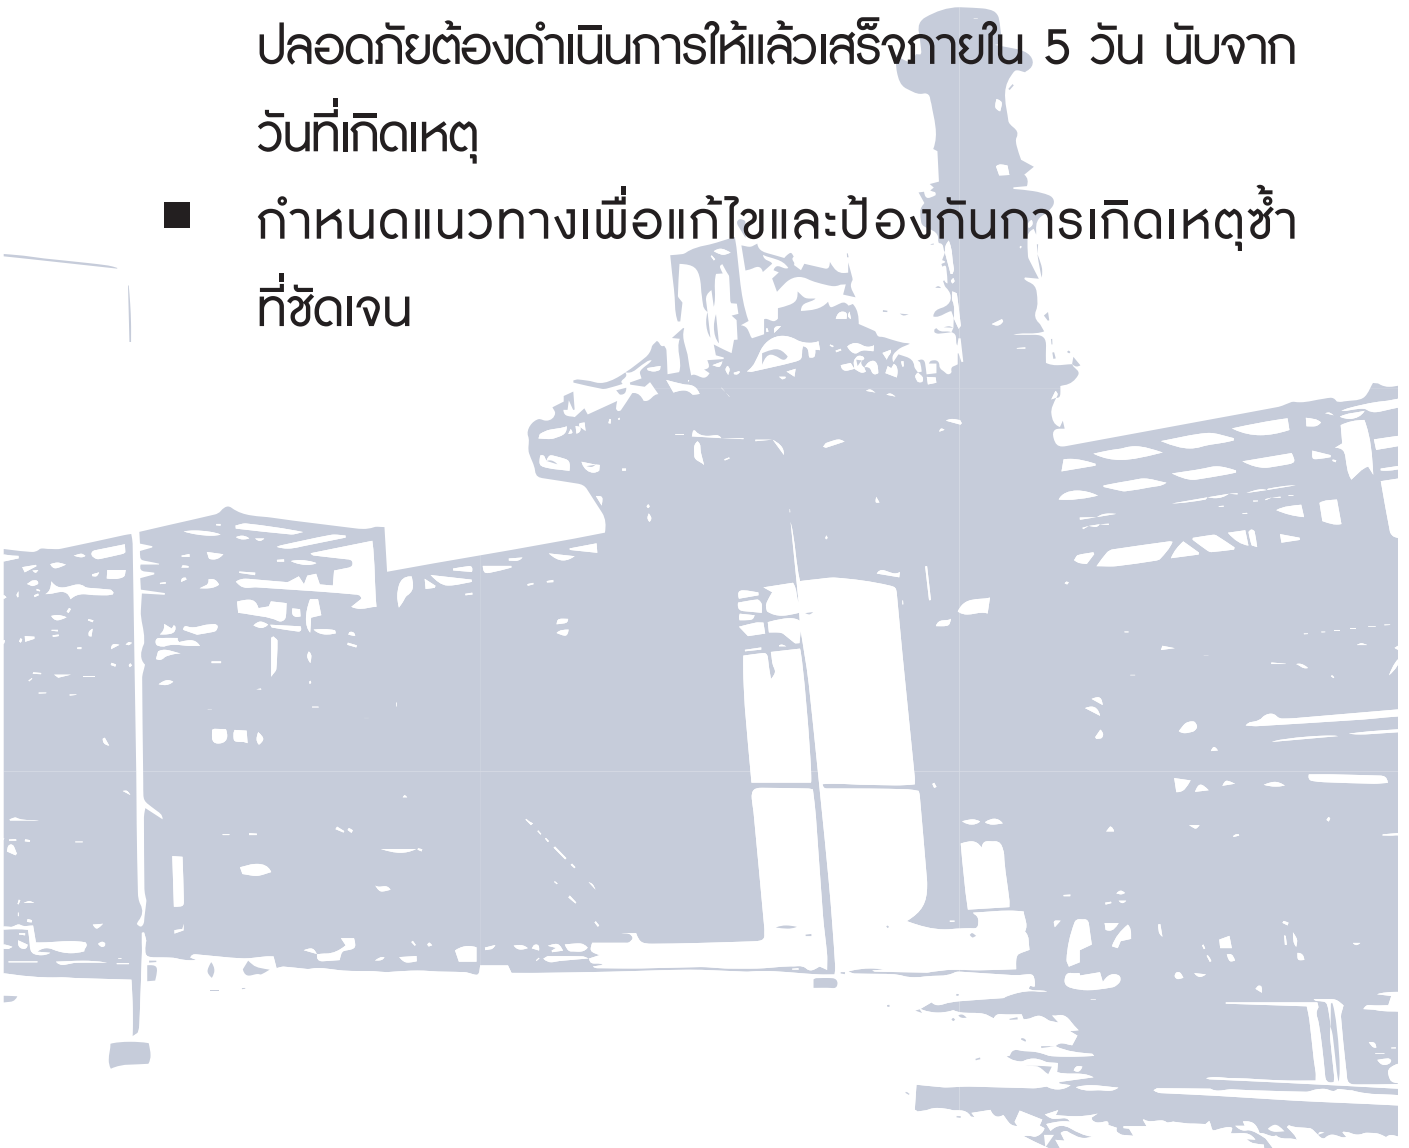 ปลอดภัยต้องดำเนินการให้แล้วเสร็จภายใน 5 วัน นับจาก
วันที่เกิดเหตุ
■ กำหนดแนวทางเพื่อแก้ไขและป้องกันการเกิดเหตุซ้ำ
ที่ชัดเจน